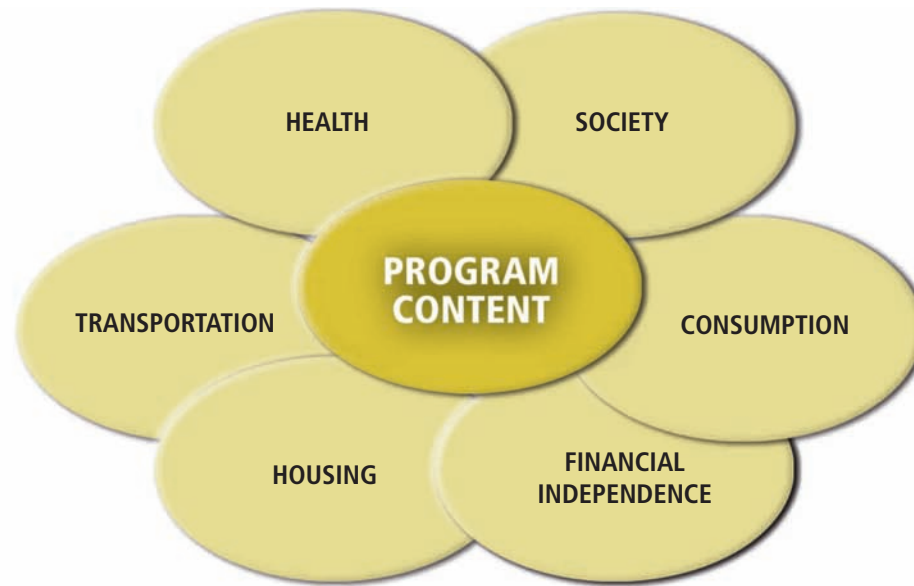 HEALTH
SOCIETY
PROGRAM
CONTENT
TRANSPORTATION
CONSUMPTION
HOUSING
FINANCIAL
INDEPENDENCE